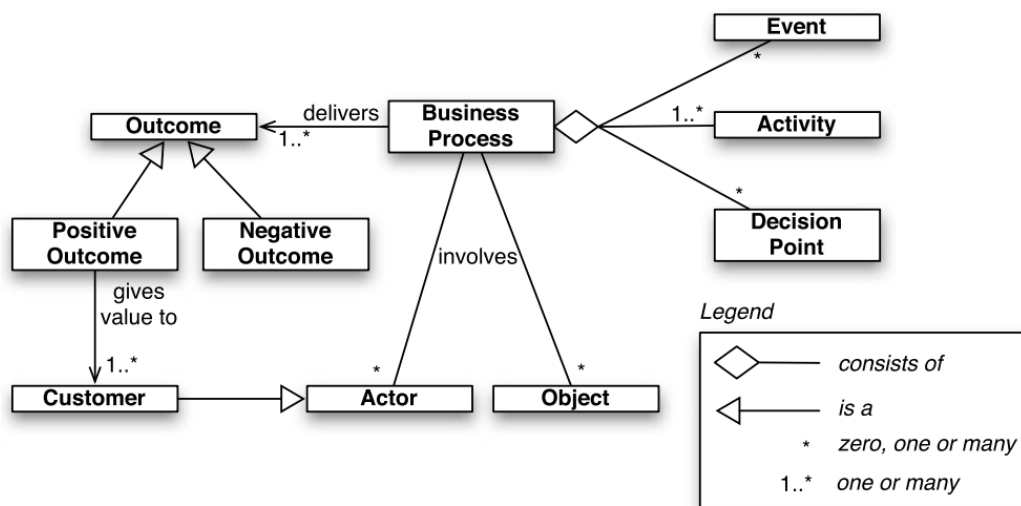 Event
*
delivers
Business
Process
Outcome
1..*
1..*
Activity
*
Positive
Outcome
Negative
Outcome
Decision
Point
involves
gives
value to
Legend
consists of
is a
1..*
*
*
* zero, one or many
Customer
Actor
Object
1..* one or many